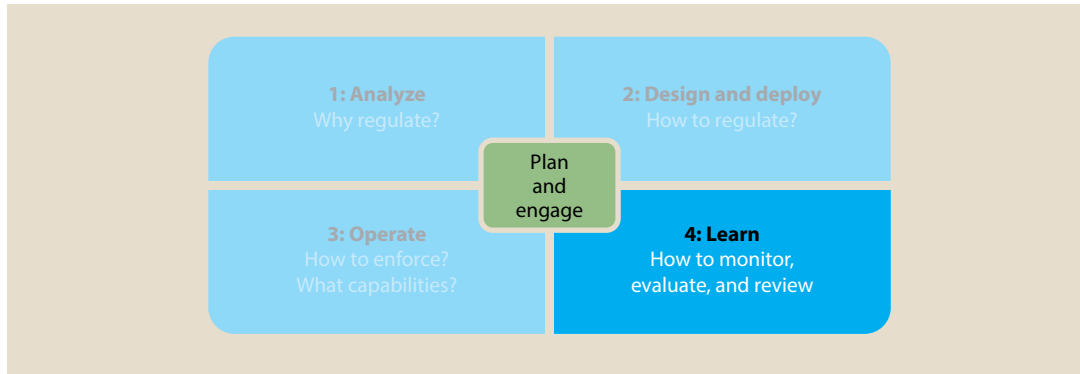 1: Analyze
Why regulate?
2: Design and deploy
How to regulate?
Plan
and
engage
3: Operate
How to enforce?
What capabilities?
4: Learn
How to monitor,
evaluate, and review